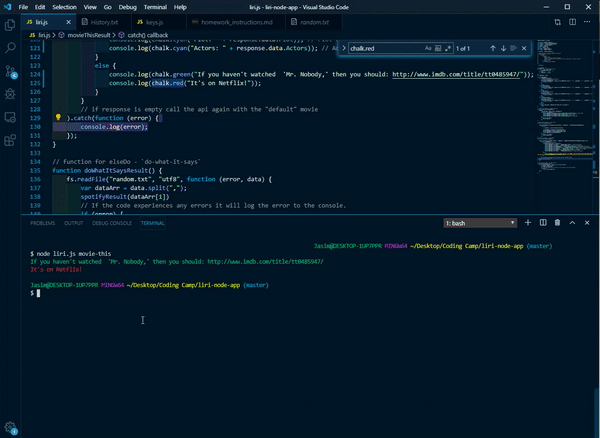 File Edit Selection View Go Debug Terminal Help
liri.js - liri-node-app - Visual Studio Code
liri.js History.txt keys.js homework_instructions.md random.txt
liri.js > movieThisResult > catch() callback
chalk.red
1 of 1
121 console.log(chalk.cyan("Actors: " + response.data.Actors));
122 }
123 else {
124 console.log(chalk.green("If you haven't watched 'Mr. Nobody,' then you should: http://www.imdb.com/title/tt0485947/"));
125 console.log(chalk.red("It's on Netflix!"));
126 }
127 }
128 // if response is empty call the api again with the "default" movie
129 ).catch(function (error) {
130 console.log(error);
131 });
132 }
133
134 // function for elseDo - `do-what-it-says`
135 function doWhatItSaysResult() {
136 fs.readFile("random.txt", "utf8", function (error, data) {
137 var dataArr = data.split(",");
138 spotifyResult(dataArr[1])
139 // If the code experiences any errors it will log the error to the console.
140 if (error) {
PROBLEMS OUTPUT DEBUG CONSOLE TERMINAL
1: bash
Jasim@DESKTOP-1UP7PPR MINGW64 ~/Desktop/Coding Camp/liri-node-app (master)
$ node liri.js movie-this
If you haven't watched 'Mr. Nobody,' then you should: http://www.imdb.com/title/tt0485947/
It's on Netflix!
Jasim@DESKTOP-1UP7PPR MINGW64 ~/Desktop/Coding Camp/liri-node-app (master)
$